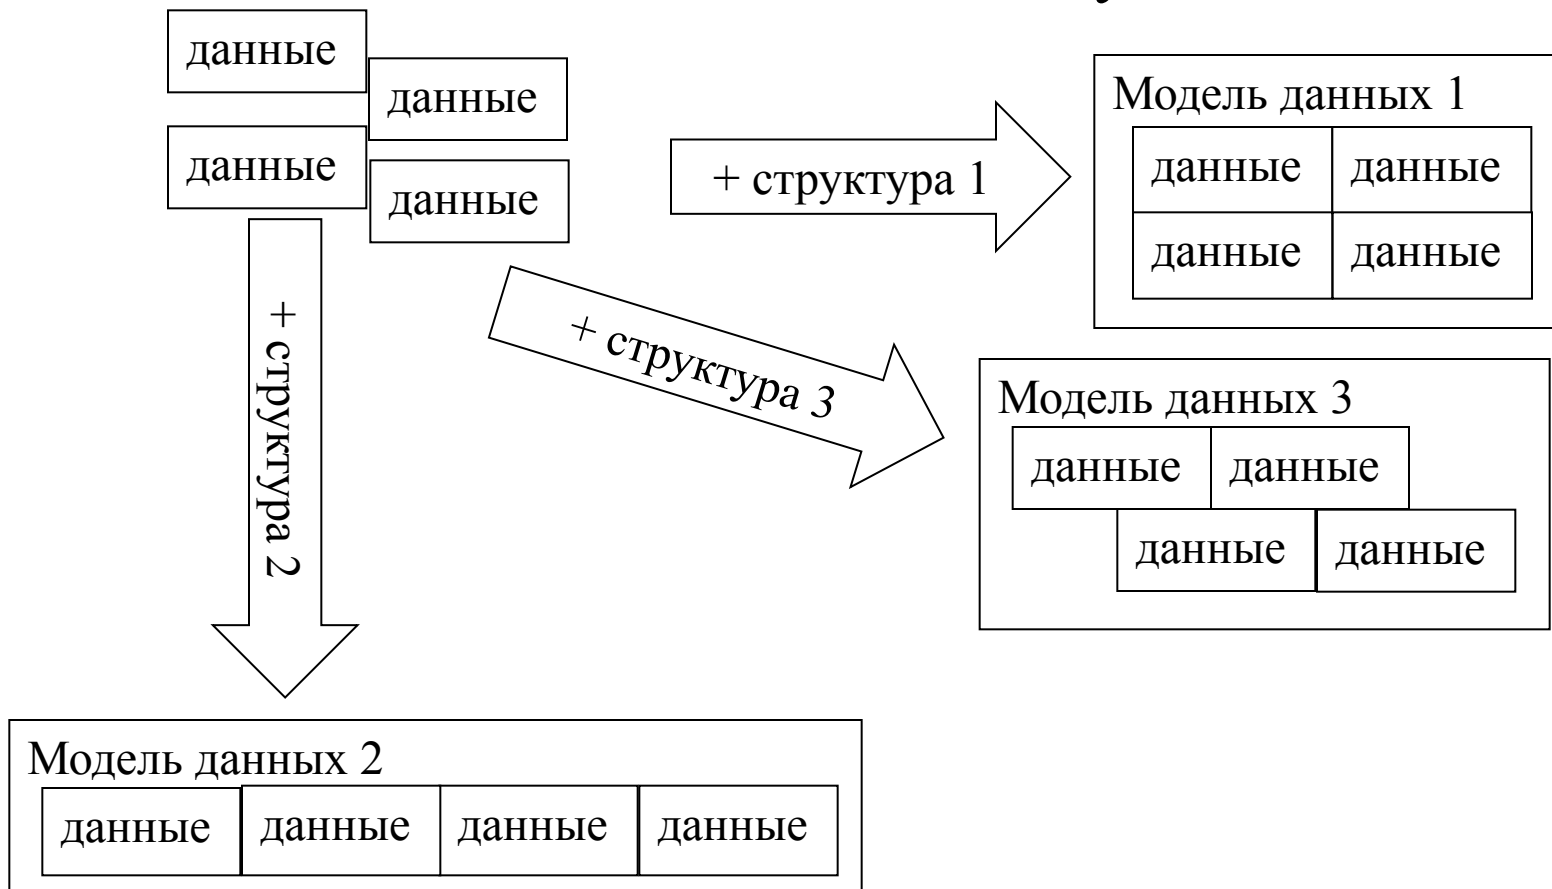 данные
данные
данные
данные
+ структура 1
Модель данных 1
данные данные
данные данные
+ структура 2
+ структура 3
Модель данных 3
данные данные
данные данные
Модель данных 2
данные данные данные данные